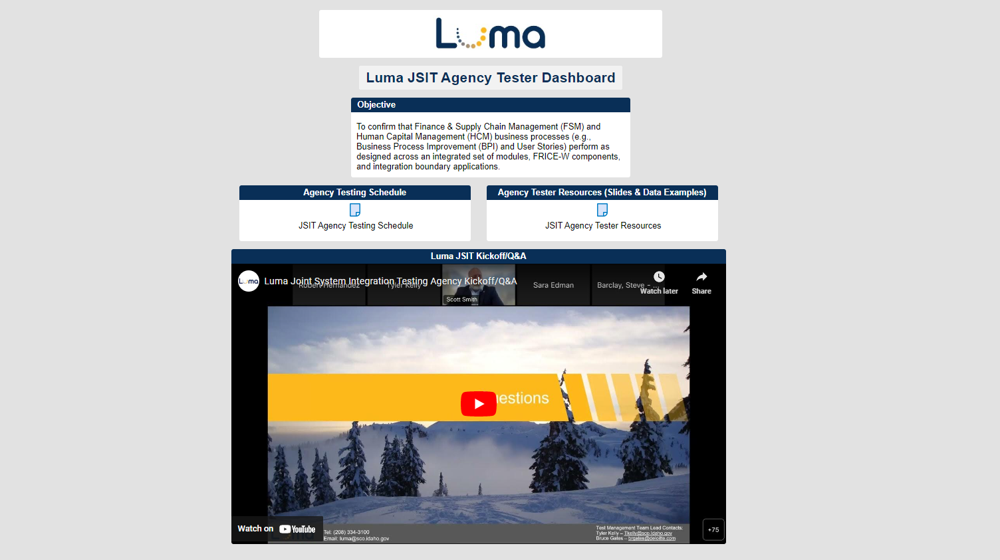 Luma
Luma JSIT Agency Tester Dashboard
Objective
To confirm that Finance & Supply Chain Management (FSM) and
Human Capital Management (HCM) business processes (e.g.,
Business Process Improvement (BPI) and User Stories) perform as
designed across an integrated set of modules, FRICE-W components,
and integration boundary applications.
Agency Testing Schedule
JSIT Agency Testing Schedule
Agency Tester Resources (Slides & Data Examples)
JSIT Agency Tester Resources
Luma JSIT Kickoff/Q&A
Luma
Luma Joint System Integration Testing Agency Kickoff/Q&A
Robert Hernandez
Tyler Kelly
Scott Smith
Sara Edman
Barclay, Steve - ...
Watch later
Share
estions
Watch on YouTube
Tel: (208) 334-3100
Email: luma@sco.idaho.gov
Test Management Team Lead Contacts:
Tyler Kelly – Tkelly@sco.idaho.gov
Bruce Gates – brgates@deloitte.com
+75